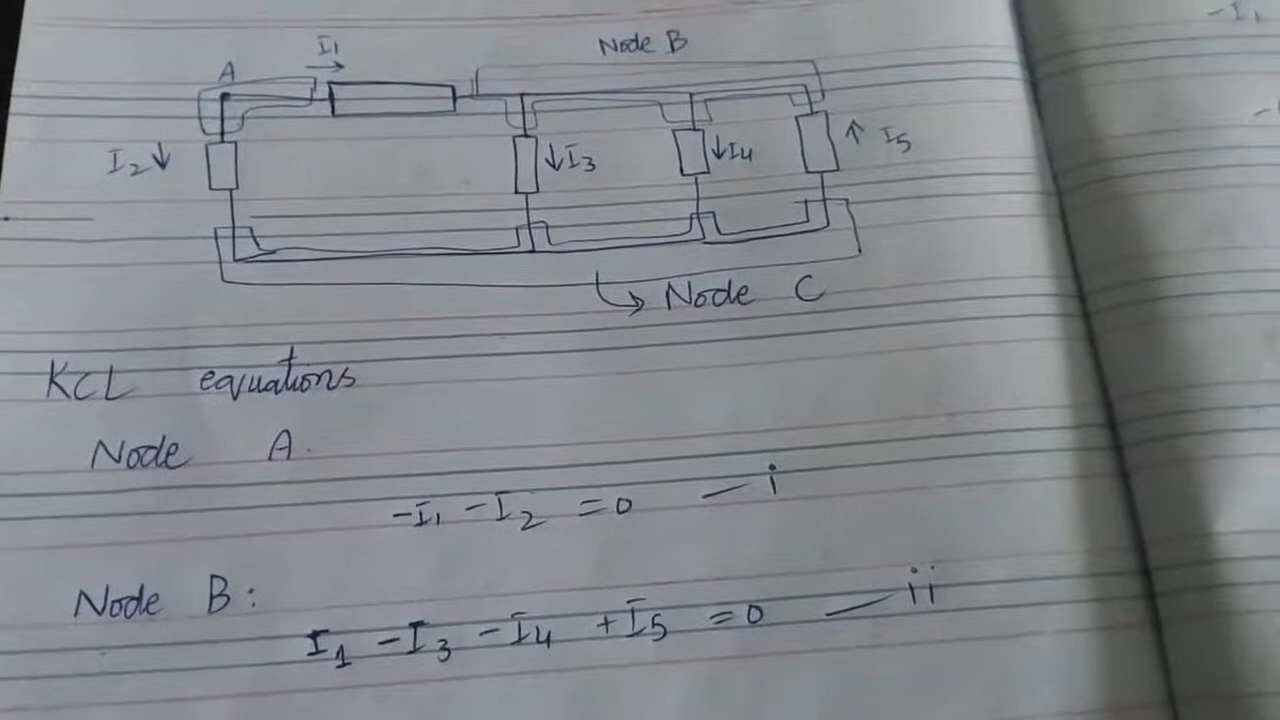 Node B
I₁ →
A
I₂ ↓
↓I₃
↓I₄
↑ I₅
↳ Node C
KCL equations
Node A.
-I₁ - I₂ = 0 — i
Node B:
I₁ - I₃ - I₄ + I₅ = 0 — ii
-I₁